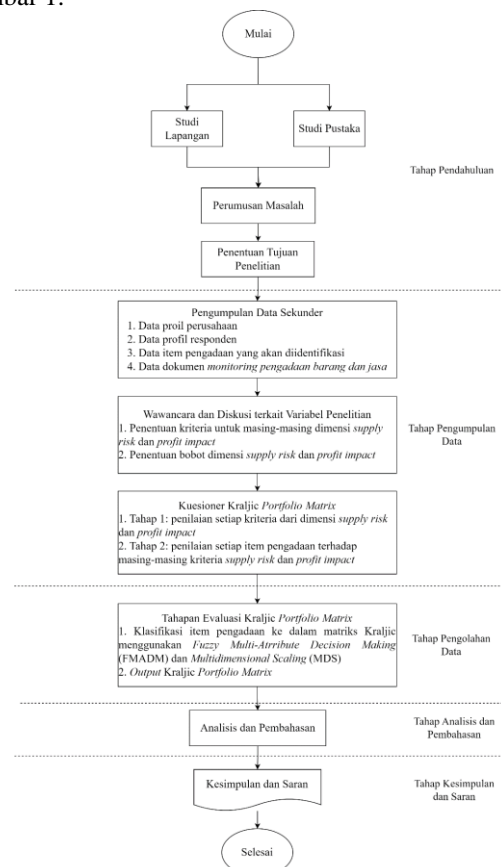 Mulai
Studi
Lapangan
Studi Pustaka
Tahap Pendahuluan
Perumusan Masalah
Penentuan Tujuan
Penelitian
Pengumpulan Data Sekunder
1. Data proil perusahaan
2. Data profil responden
3. Data item pengadaan yang akan diidentifikasi
4. Data dokumen monitoring pengadaan barang dan jasa
Wawancara dan Diskusi terkait Variabel Penelitian
1. Penentuan kriteria untuk masing-masing dimensi supply
risk dan profit impact
2. Penentuan bobot dimensi supply risk dan profit impact
Tahap Pengumpulan
Data
Kuesioner Kraljic Portfolio Matrix
1. Tahap 1: penilaian setiap kriteria dari dimensi supply risk
dan profit impact
2. Tahap 2: penilaian setiap item pengadaan terhadap
masing-masing kriteria supply risk dan profit impact
Tahapan Evaluasi Kraljic Portfolio Matrix
1. Klasifikasi item pengadaan ke dalam matriks Kraljic
menggunakan Fuzzy Multi-Atrribute Decision Making
(FMADM) dan Multidimensional Scaling (MDS)
2. Output Kraljic Portfolio Matrix
Tahap Pengolahan
Data
Analisis dan Pembahasan
Tahap Analisis dan
Pembahasan
Kesimpulan dan Saran
Tahap Kesimpulan
dan Saran
Selesai